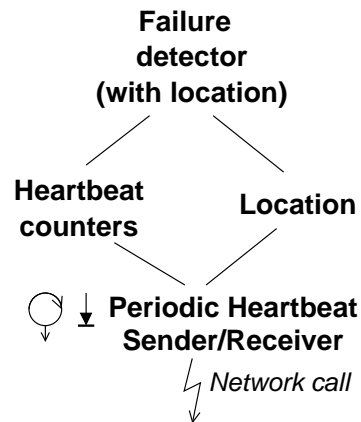 Failure
detector
(with location)
Heartbeat
counters
Location
Periodic Heartbeat
Sender/Receiver
Network call